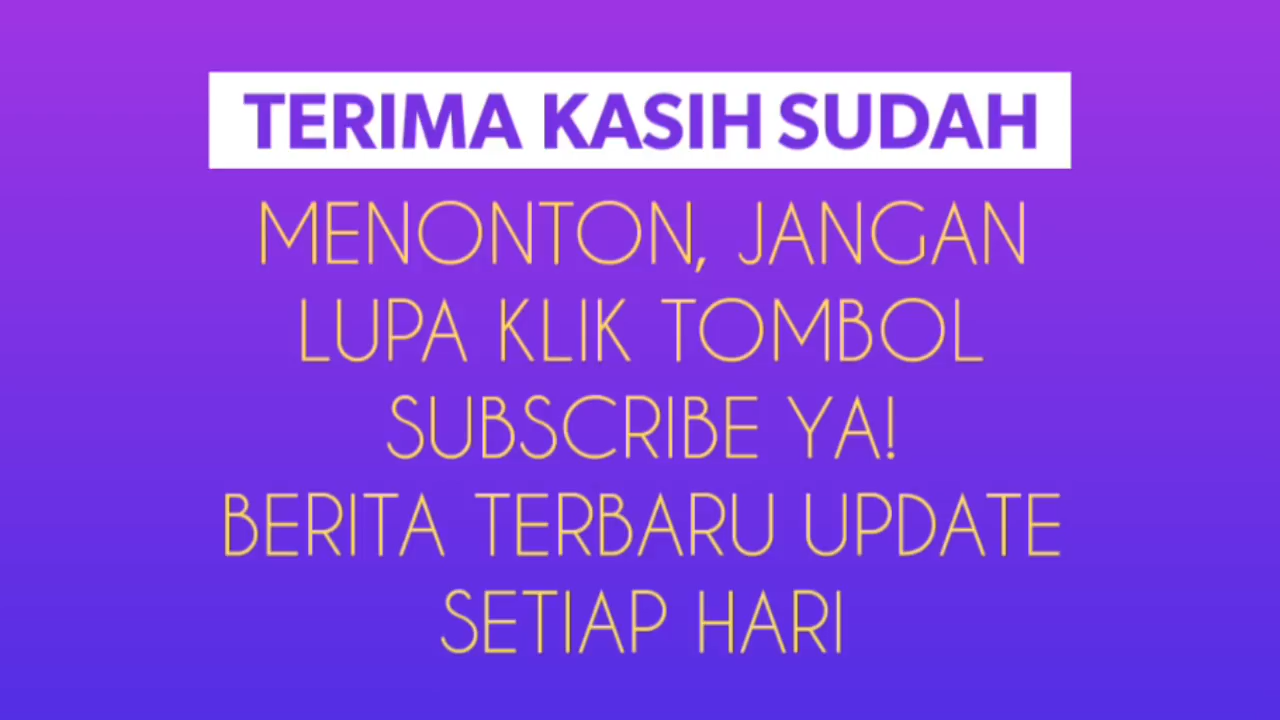 TERIMA KASIH SUDAH
MENONTON, JANGAN
LUPA KLIK TOMBOL
SUBSCRIBE YA!
BERITA TERBARU UPDATE
SETIAP HARI